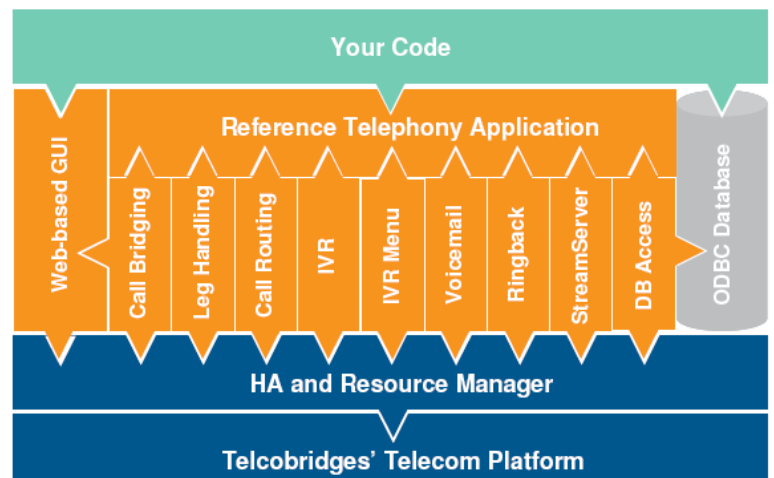 Your Code
Reference Telephony Application
Web-based GUI
Call Bridging
Leg Handling
Call Routing
IVR
IVR Menu
Voicemail
Ringback
StreamServer
DB Access
ODBC Database
HA and Resource Manager
Telcobridges’ Telecom Platform